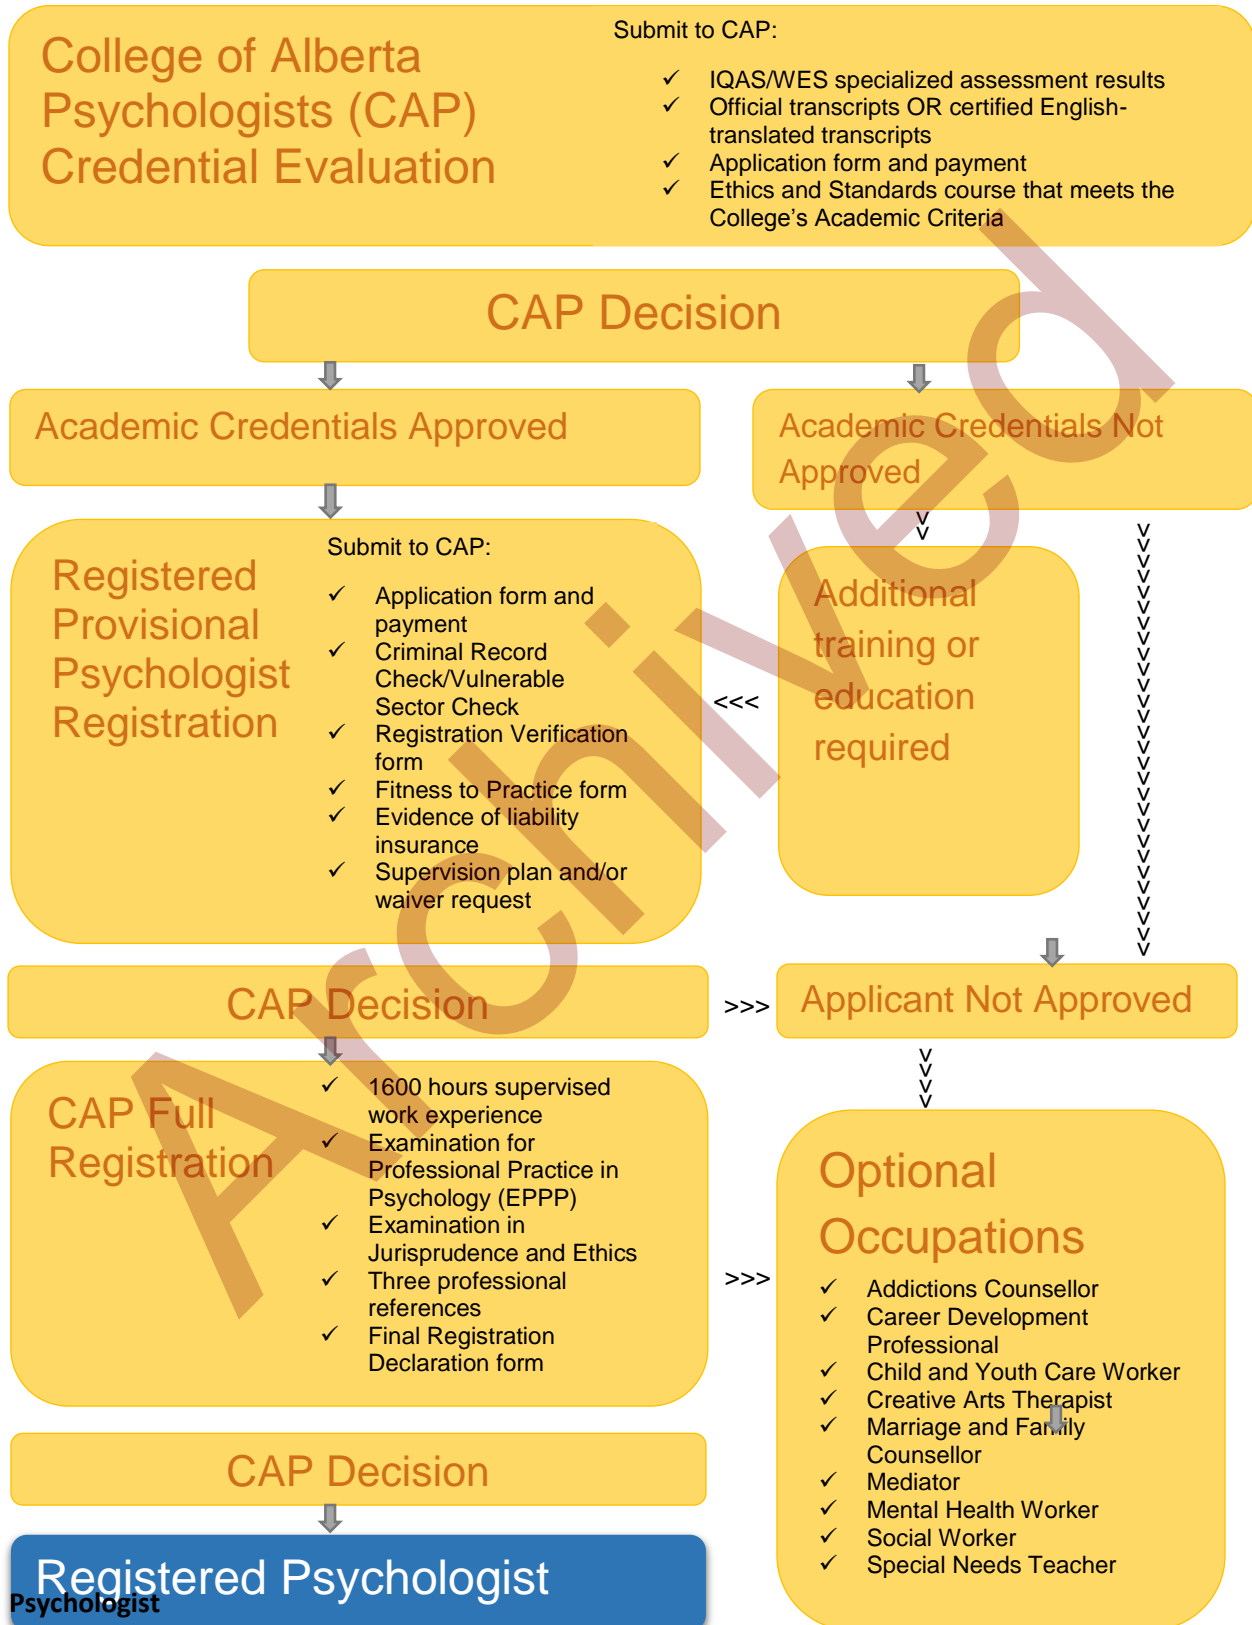 College of Alberta
Psychologists (CAP)
Credential Evaluation
Submit to CAP:
✓ IQAS/WES specialized assessment results
✓ Official transcripts OR certified English-
translated transcripts
✓ Application form and payment
✓ Ethics and Standards course that meets the
College's Academic Criteria
CAP Decision
Academic Credentials Approved
Academic Credentials Not
Approved
Registered
Provisional
Psychologist
Registration
Submit to CAP:
✓ Application form and
payment
✓ Criminal Record
Check/Vulnerable
Sector Check
✓ Registration Verification
form
✓ Fitness to Practice form
✓ Evidence of liability
insurance
✓ Supervision plan and/or
waiver request
<<<
Additional
training or
education
required
CAP Decision
>>>
Applicant Not Approved
CAP Full
Registration
✓ 1600 hours supervised
work experience
✓ Examination for
Professional Practice in
Psychology (EPPP)
✓ Examination in
Jurisprudence and Ethics
✓ Three professional
references
✓ Final Registration
Declaration form
>>>
Optional
Occupations
✓ Addictions Counsellor
✓ Career Development
Professional
✓ Child and Youth Care Worker
✓ Creative Arts Therapist
✓ Marriage and Family
Counsellor
✓ Mediator
✓ Mental Health Worker
✓ Social Worker
✓ Special Needs Teacher
CAP Decision
Registered Psychologist
Psychologist
Archived